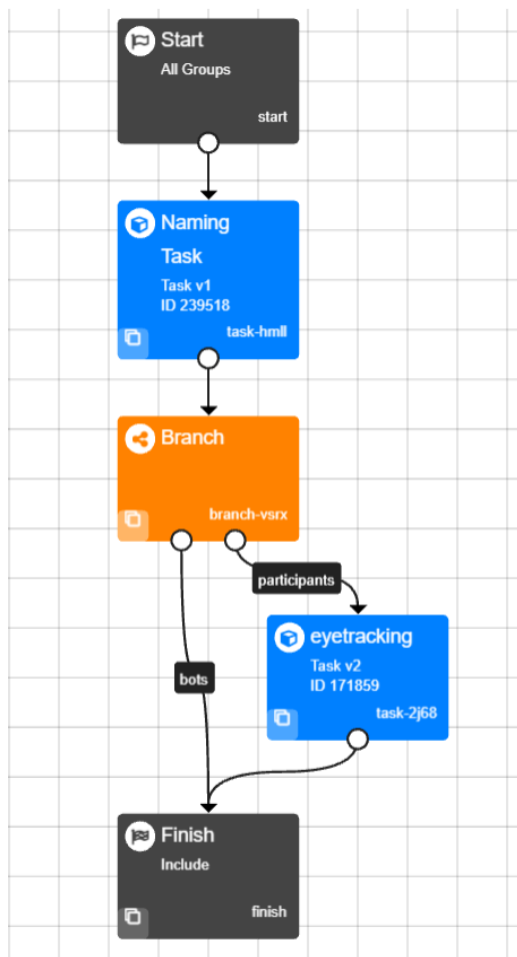 Start
All Groups
start
Naming
Task
Task v1
ID 239518
task-hmll
Branch
branch-vsrx
participants
eyetracking
Task v2
ID 171859
task-2j68
bots
Finish
Include
finish